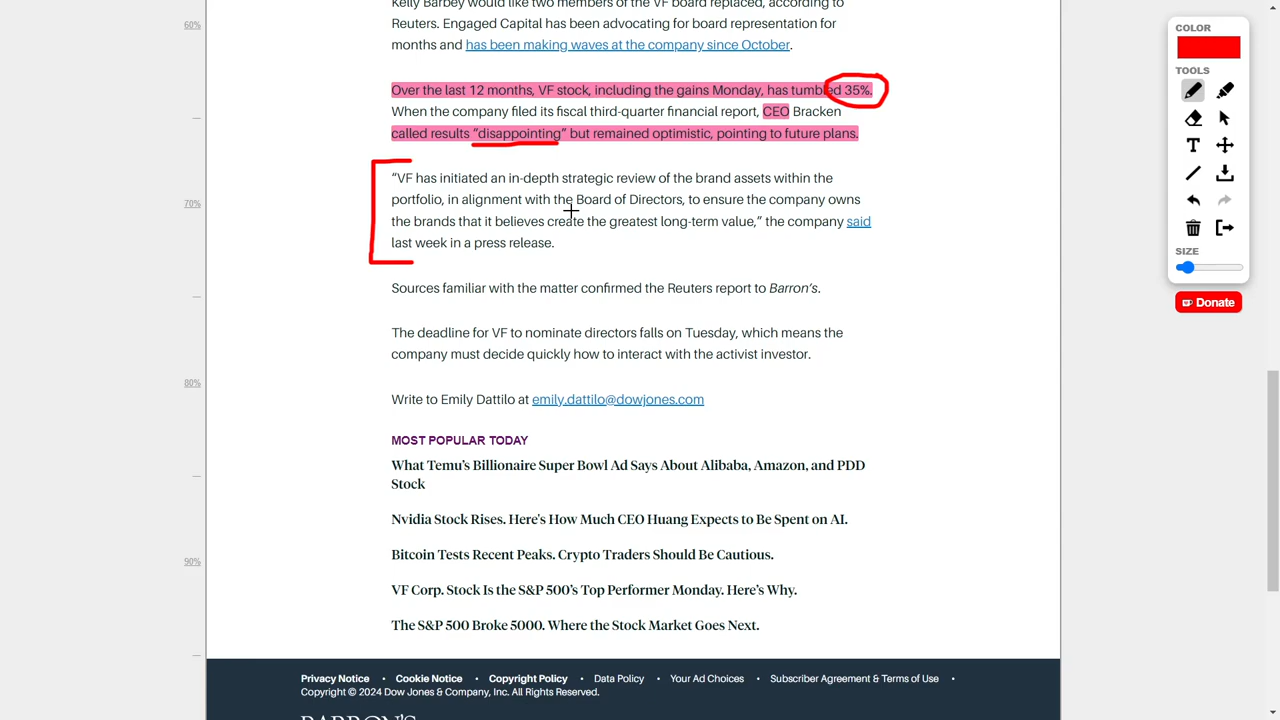 Kelly Barbey would like two members of the VF board replaced, according to
60%
Reuters. Engaged Capital has been advocating for board representation for
months and has been making waves at the company since October.
Over the last 12 months, VF stock, including the gains Monday, has tumbled 35%.
When the company filed its fiscal third-quarter financial report, CEO Bracken
called results “disappointing” but remained optimistic, pointing to future plans.
“VF has initiated an in-depth strategic review of the brand assets within the
portfolio, in alignment with the Board of Directors, to ensure the company owns
70%
the brands that it believes create the greatest long-term value,” the company said
last week in a press release.
Sources familiar with the matter confirmed the Reuters report to Barron’s.
The deadline for VF to nominate directors falls on Tuesday, which means the
company must decide quickly how to interact with the activist investor.
80%
Write to Emily Dattilo at emily.dattilo@dowjones.com
MOST POPULAR TODAY
What Temu’s Billionaire Super Bowl Ad Says About Alibaba, Amazon, and PDD
Stock
Nvidia Stock Rises. Here’s How Much CEO Huang Expects to Be Spent on AI.
Bitcoin Tests Recent Peaks. Crypto Traders Should Be Cautious.
90%
VF Corp. Stock Is the S&P 500’s Top Performer Monday. Here’s Why.
The S&P 500 Broke 5000. Where the Stock Market Goes Next.
Privacy Notice • Cookie Notice • Copyright Policy • Data Policy • Your Ad Choices • Subscriber Agreement & Terms of Use •
Copyright © 2024 Dow Jones & Company, Inc. All Rights Reserved.
BARRON'S
COLOR
TOOLS
T
SIZE
Donate